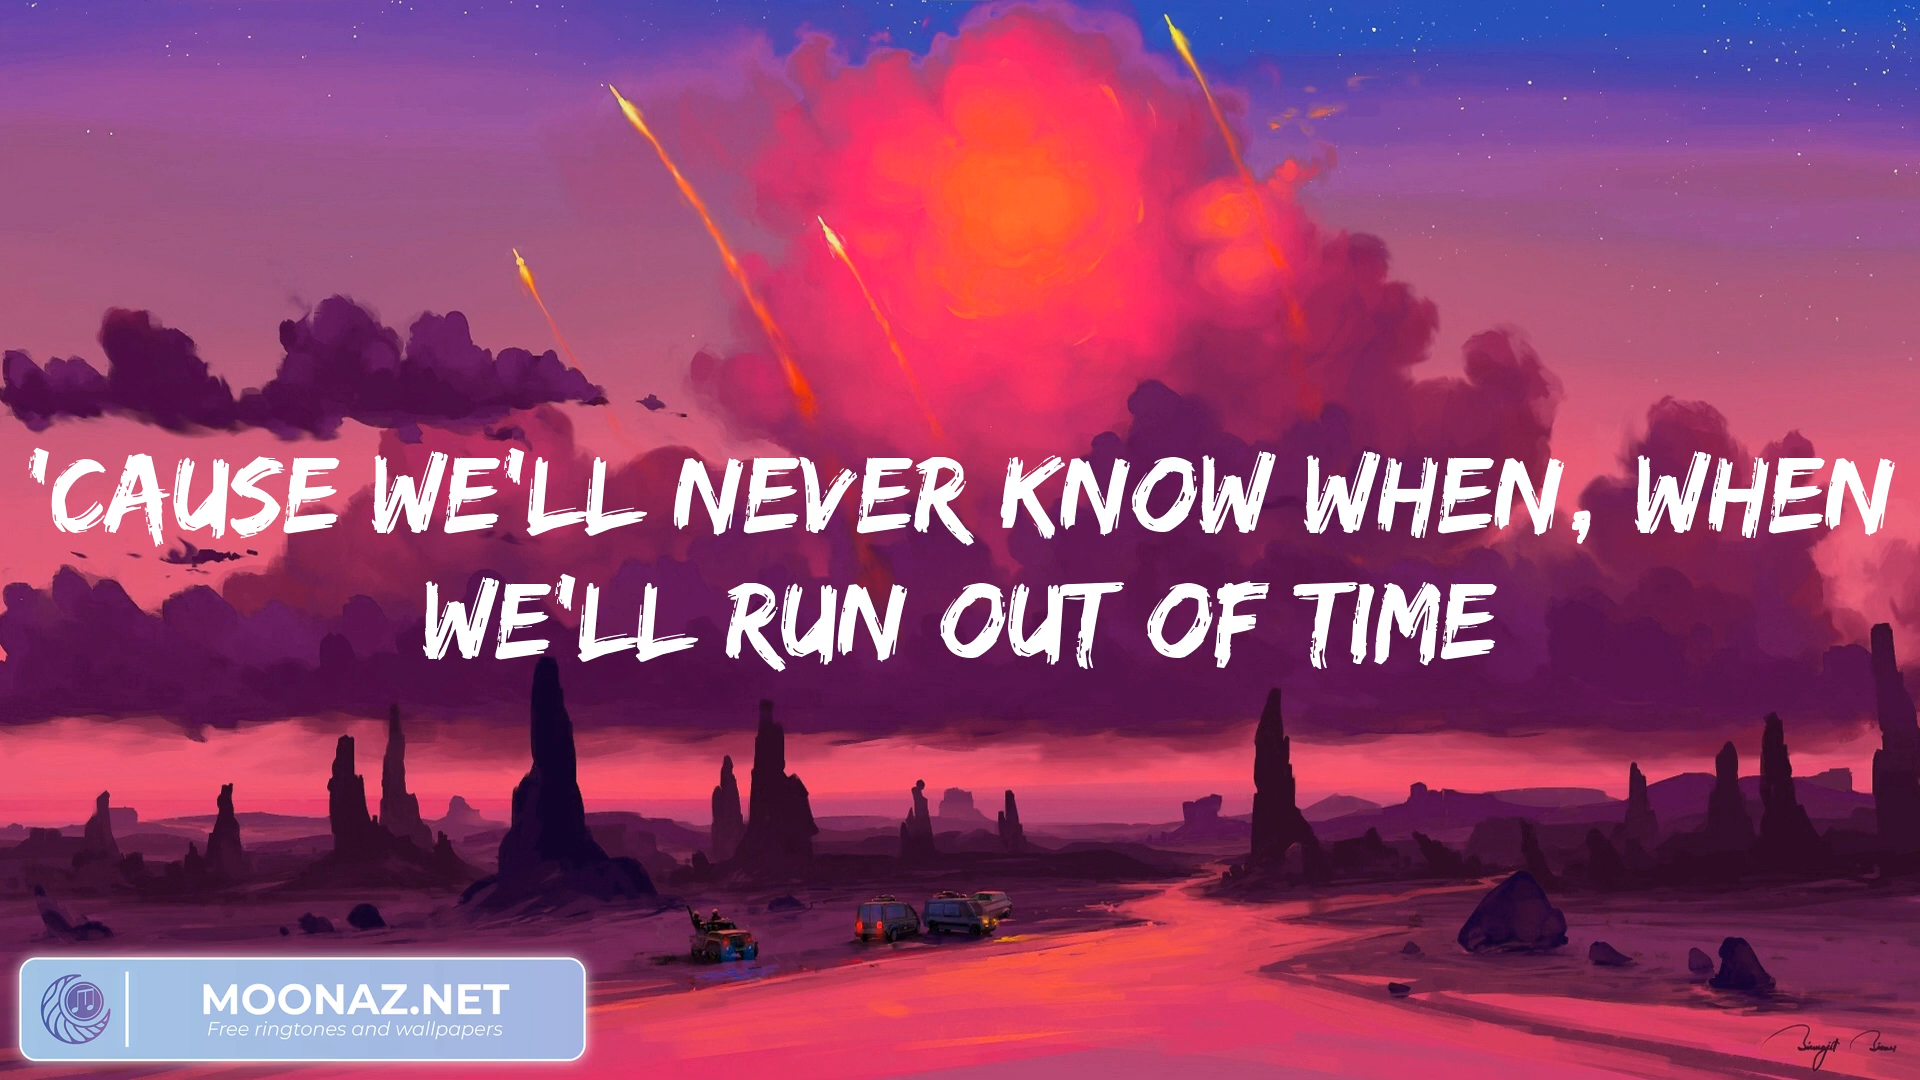 'CAUSE WE'LL NEVER KNOW WHEN, WHEN
WE'LL RUN OUT OF TIME
MOONAZ.NET
Free ringtones and wallpapers